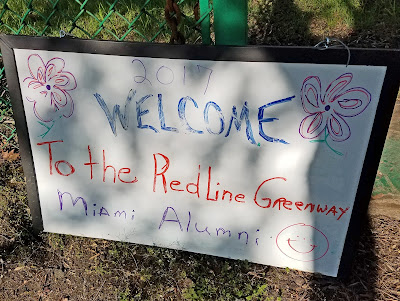 2017
WELCOME
To the RedLine Greenway
Miami Alumni